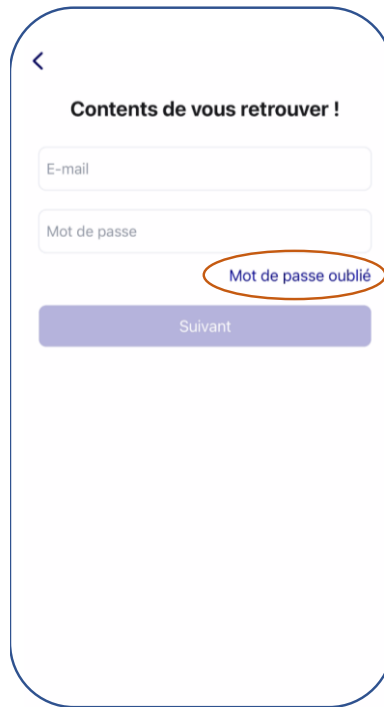 Contents de vous retrouver !
E-mail
Mot de passe
Mot de passe oublié
Suivant